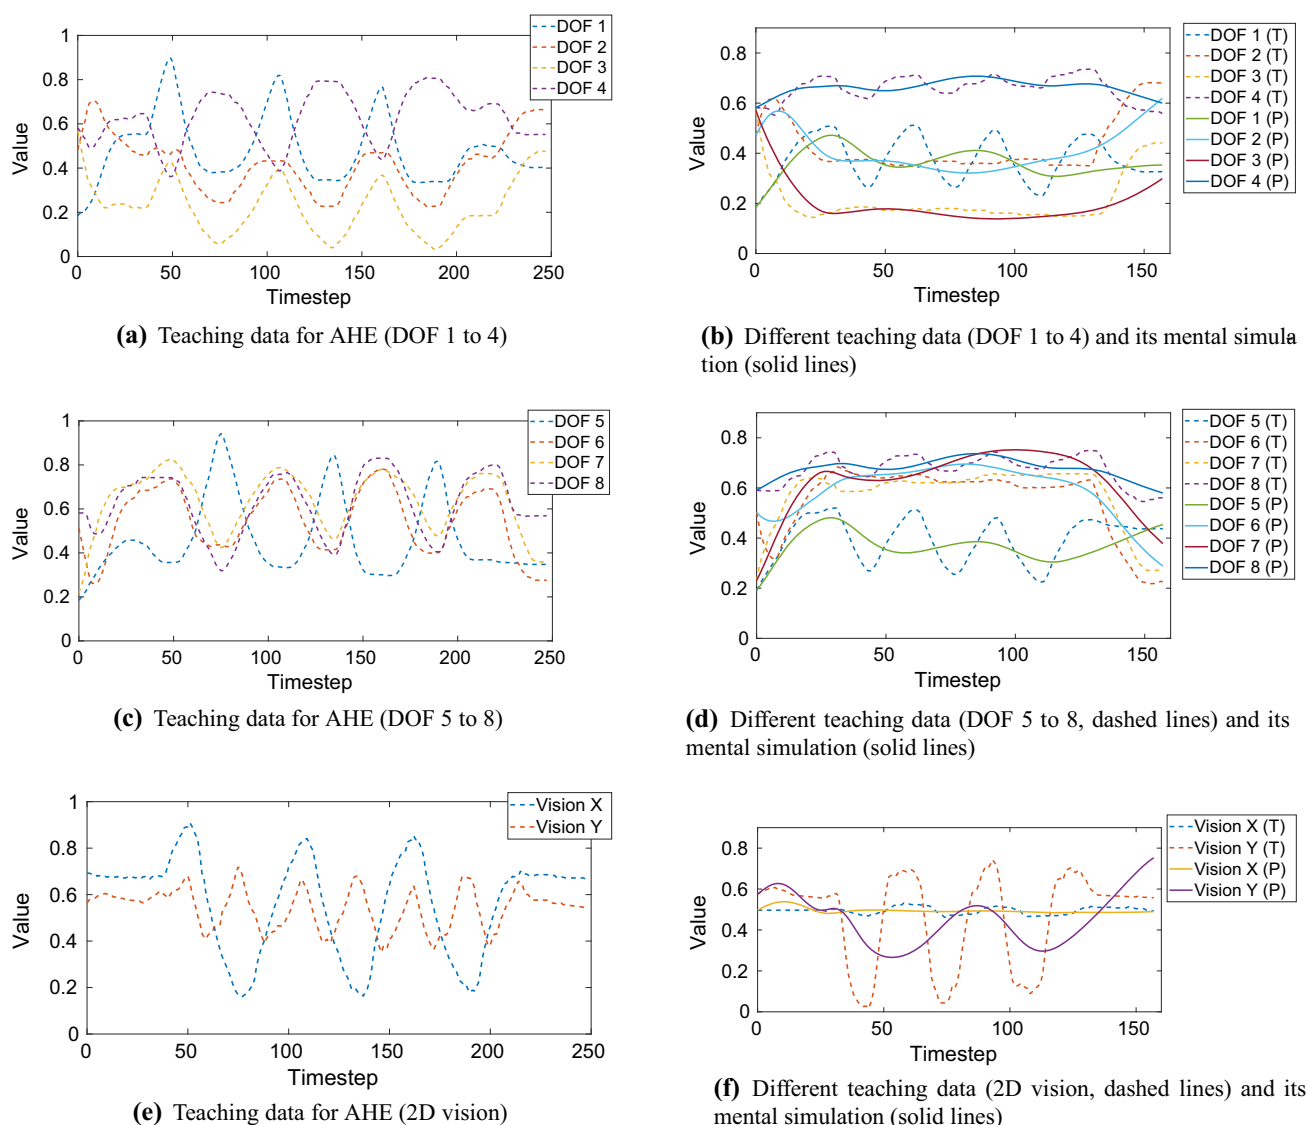 1
0.8
0.6
0.4
0.2
0
Value
0
50
100
150
200
250
Timestep
DOF 1
DOF 2
DOF 3
DOF 4
(a) Teaching data for AHE (DOF 1 to 4)
0.8
0.6
0.4
0.2
0
Value
0
50
100
150
Timestep
DOF 1 (T)
DOF 2 (T)
DOF 3 (T)
DOF 4 (T)
DOF 1 (P)
DOF 2 (P)
DOF 3 (P)
DOF 4 (P)
(b) Different teaching data (DOF 1 to 4) and its mental simula-
tion (solid lines)
1
0.8
0.6
0.4
0.2
0
Value
0
50
100
150
200
250
Timestep
DOF 5
DOF 6
DOF 7
DOF 8
(c) Teaching data for AHE (DOF 5 to 8)
0.8
0.6
0.4
0.2
0
Value
0
50
100
150
Timestep
DOF 5 (T)
DOF 6 (T)
DOF 7 (T)
DOF 8 (T)
DOF 5 (P)
DOF 6 (P)
DOF 7 (P)
DOF 8 (P)
(d) Different teaching data (DOF 5 to 8, dashed lines) and its
mental simulation (solid lines)
1
0.8
0.6
0.4
0.2
0
Value
0
50
100
150
200
250
Timestep
Vision X
Vision Y
(e) Teaching data for AHE (2D vision)
0.8
0.6
0.4
0.2
0
Value
0
50
100
150
Timestep
Vision X (T)
Vision Y (T)
Vision X (P)
Vision Y (P)
(f) Different teaching data (2D vision, dashed lines) and its
mental simulation (solid lines)